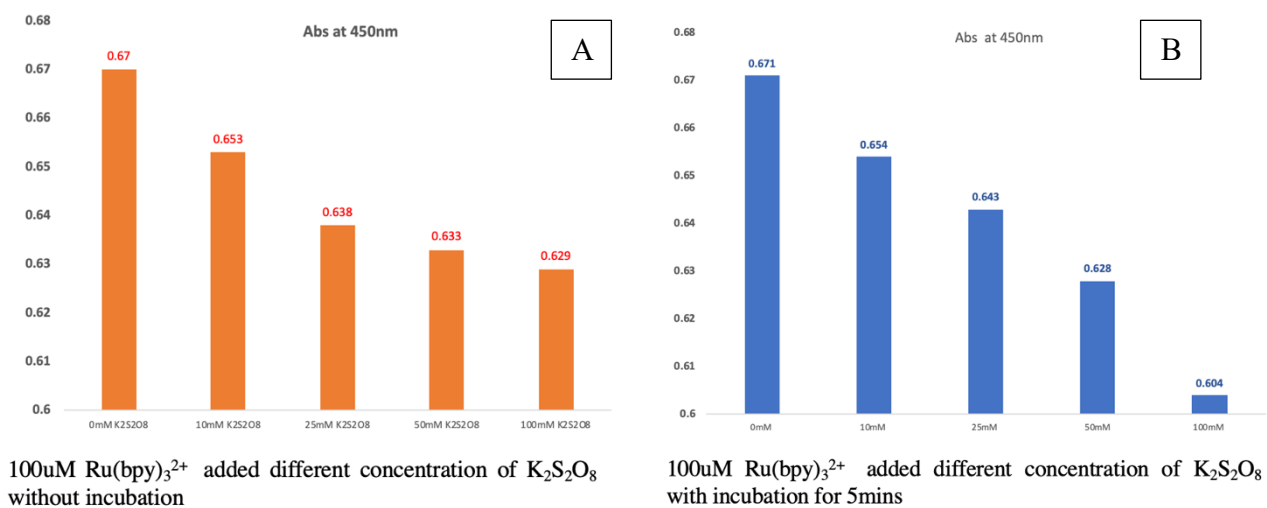 Abs at 450nm
A
0.68
0.67
0.66
0.65
0.64
0.63
0.62
0.61
0.6
0.67
0.653
0.638
0.633
0.629
0mM K2S2O8
10mM K2S2O8
25mM K2S2O8
50mM K2S2O8
100mM K2S2O8
100uM Ru(bpy)₃²⁺ added different concentration of K₂S₂O₈
without incubation
Abs at 450nm
B
0.68
0.67
0.66
0.65
0.64
0.63
0.62
0.61
0.6
0.671
0.654
0.643
0.628
0.604
0mM
10mM
25mM
50mM
100mM
100uM Ru(bpy)₃²⁺ added different concentration of K₂S₂O₈
with incubation for 5mins